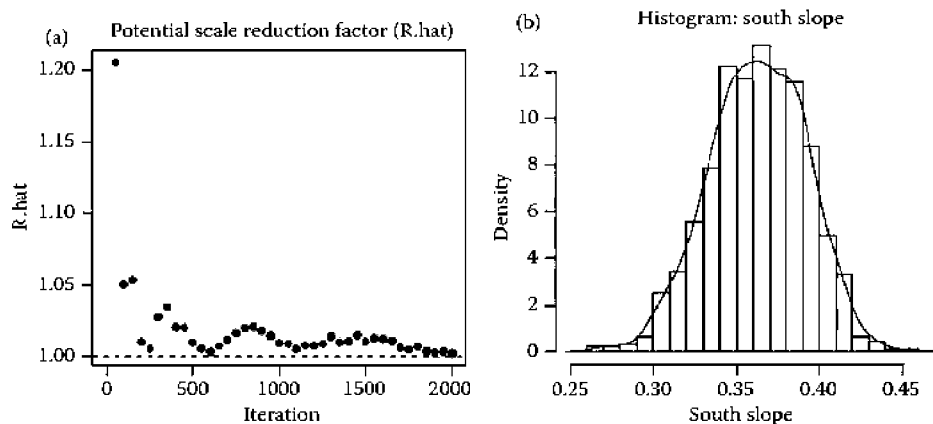 (a) Potential scale reduction factor (R.hat)
1.20
1.15
1.10
1.05
1.00
R.hat
0 500 1000 1500 2000
Iteration
(b) Histogram: south slope
12
10
8
6
4
2
0
Density
0.25 0.30 0.35 0.40 0.45
South slope